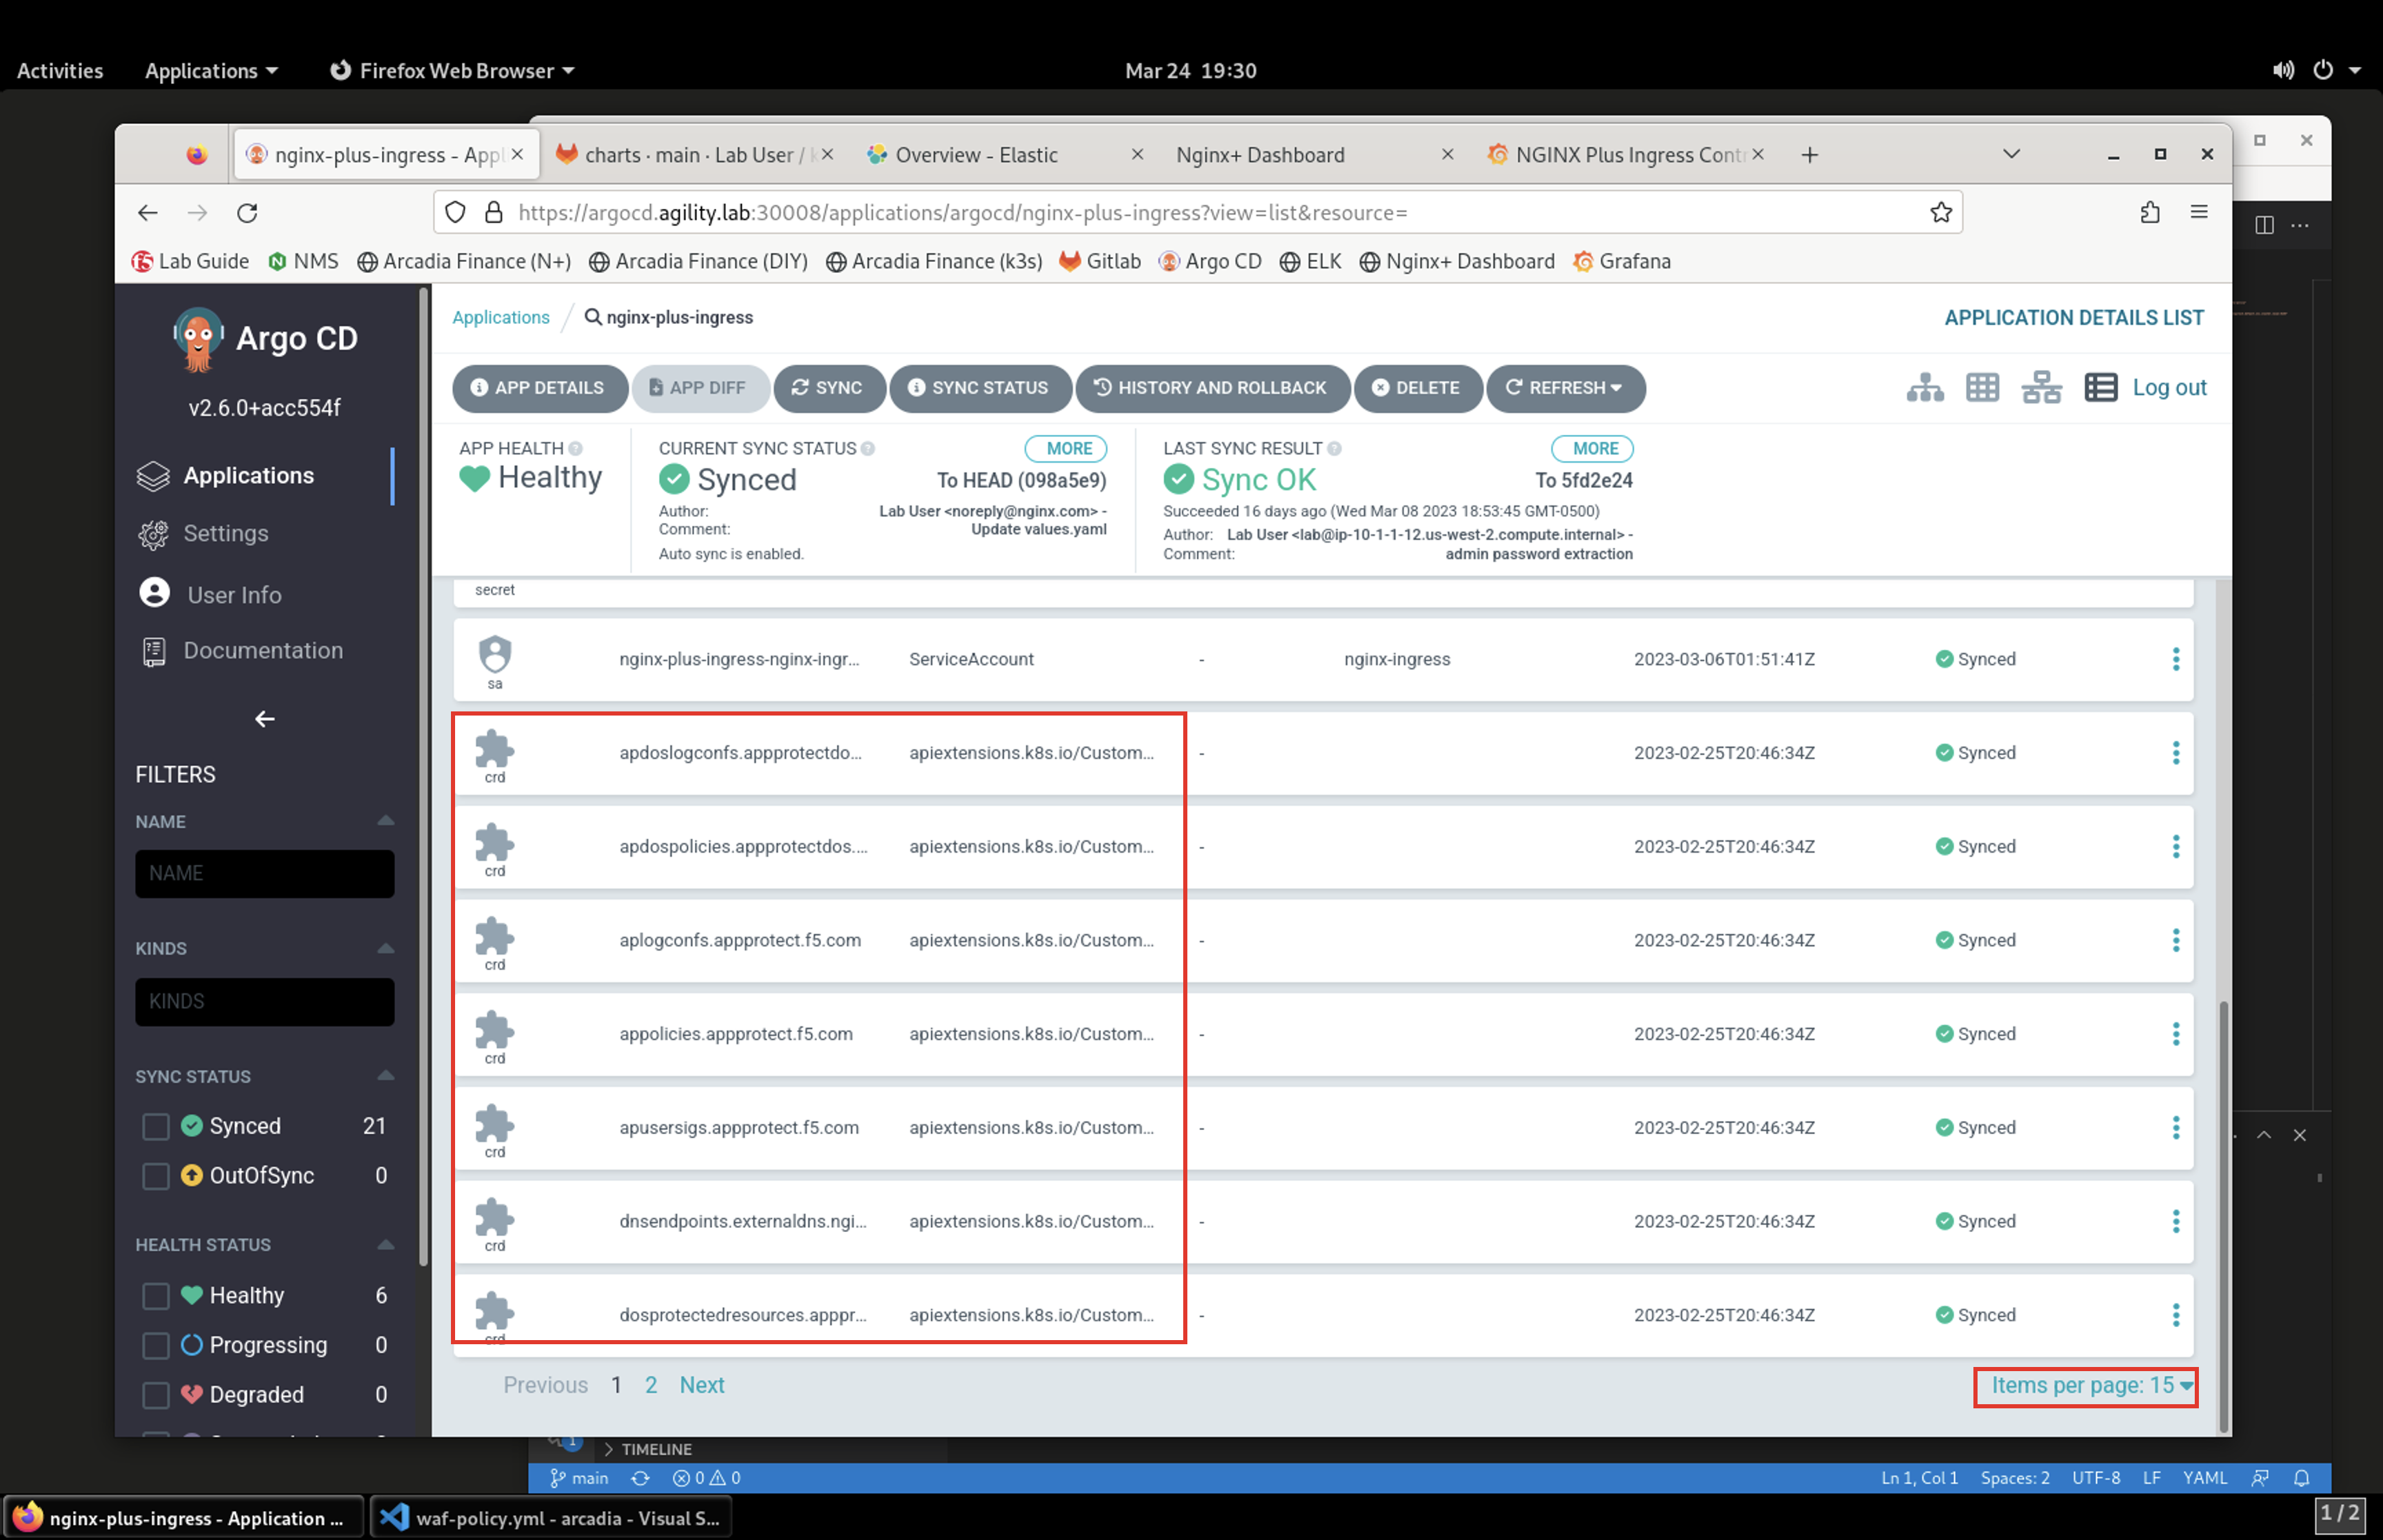 Activities Applications Firefox Web Browser Mar 24 19:30
nginx-plus-ingress - Appl charts · main · Lab User / k Overview - Elastic Nginx+ Dashboard NGINX Plus Ingress Contr
https://argocd.agility.lab:30008/applications/argocd/nginx-plus-ingress?view=list&resource=
Lab Guide NMS Arcadia Finance (N+) Arcadia Finance (DIY) Arcadia Finance (k3s) Gitlab Argo CD ELK Nginx+ Dashboard Grafana
Argo CD
v2.6.0+acc554f
Applications
Settings
User Info
Documentation
FILTERS
NAME
NAME
KINDS
KINDS
SYNC STATUS
Synced 21
OutOfSync 0
HEALTH STATUS
Healthy 6
Progressing 0
Degraded 0
Applications / nginx-plus-ingress APPLICATION DETAILS LIST
APP DETAILS APP DIFF SYNC SYNC STATUS HISTORY AND ROLLBACK DELETE REFRESH Log out
APP HEALTH
Healthy
CURRENT SYNC STATUS MORE
Synced To HEAD (098a5e9)
Author: Lab User <noreply@nginx.com> -
Comment: Update values.yaml
Auto sync is enabled.
LAST SYNC RESULT MORE
Sync OK To 5fd2e24
Succeeded 16 days ago (Wed Mar 08 2023 18:53:45 GMT-0500)
Author: Lab User <lab@ip-10-1-1-12.us-west-2.compute.internal> -
Comment: admin password extraction
secret
sa nginx-plus-ingress-nginx-ingr... ServiceAccount - nginx-ingress 2023-03-06T01:51:41Z Synced
crd apdoslogconfs.appprotectdo... apiextensions.k8s.io/Custom... - 2023-02-25T20:46:34Z Synced
crd apdospolicies.appprotectdos.... apiextensions.k8s.io/Custom... - 2023-02-25T20:46:34Z Synced
crd aplogconfs.appprotect.f5.com apiextensions.k8s.io/Custom... - 2023-02-25T20:46:34Z Synced
crd appolicies.appprotect.f5.com apiextensions.k8s.io/Custom... - 2023-02-25T20:46:34Z Synced
crd apusersigs.appprotect.f5.com apiextensions.k8s.io/Custom... - 2023-02-25T20:46:34Z Synced
crd dnsendpoints.externaldns.ngi... apiextensions.k8s.io/Custom... - 2023-02-25T20:46:34Z Synced
crd dosprotectedresources.apppr... apiextensions.k8s.io/Custom... - 2023-02-25T20:46:34Z Synced
Previous 1 2 Next Items per page: 15
1 TIMELINE
main 0 0 Ln 1, Col 1 Spaces: 2 UTF-8 LF YAML
nginx-plus-ingress - Application ... waf-policy.yml - arcadia - Visual S... 1 / 2